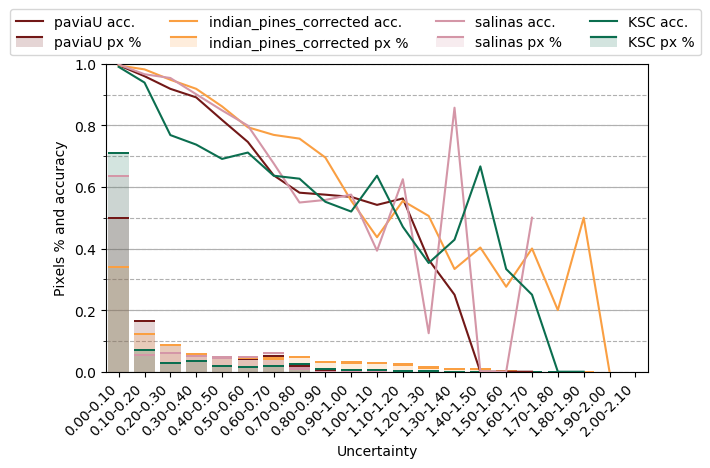 paviaU acc. indian_pines_corrected acc. salinas acc. KSC acc.
paviaU px % indian_pines_corrected px % salinas px % KSC px %
1.0
0.8
0.6
0.4
0.2
0.0
Pixels % and accuracy
0.00-0.10 0.10-0.20 0.20-0.30 0.30-0.40 0.40-0.50 0.50-0.60 0.60-0.70 0.70-0.80 0.80-0.90 0.90-1.00 1.00-1.10 1.10-1.20 1.20-1.30 1.30-1.40 1.40-1.50 1.50-1.60 1.60-1.70 1.70-1.80 1.80-1.90 1.90-2.00 2.00-2.10
Uncertainty